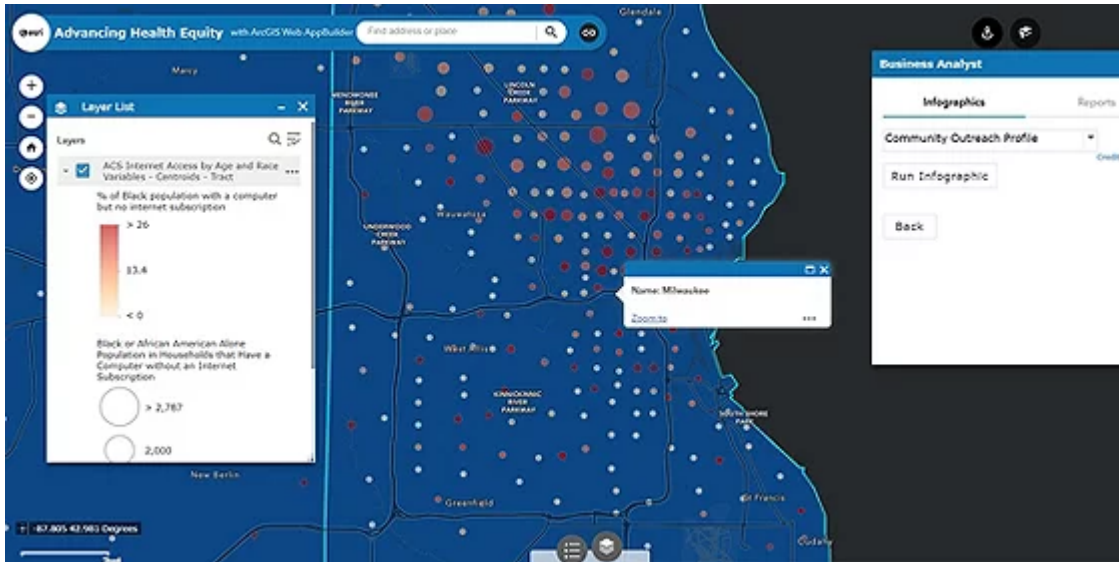 esri
Advancing Health Equity with ArcGIS Web AppBuilder
Find address or place
Glendale
Marcy
MENOMONEE
RIVER
PARKWAY
LINCOLN
CREEK
PARKWAY
Layer List
Layers
ACS Internet Access by Age and Race
Variables - Centroids - Tract
% of Black population with a computer
but no internet subscription
> 26
13.4
< 0
Black or African American Alone
Population in Households that Have a
Computer without an Internet
Subscription
> 2,787
2,000
Wauwatosa
UNDERWOOD
CREEK
PARKWAY
Name: Milwaukee
Zoom to
West Allis
KINNICKINNIC
RIVER
PARKWAY
SOUTH SHORE
PARK
New Berlin
Greenfield
St Francis
Cudahy
-87.805 42.981 Degrees
Business Analyst
Infographics
Reports
Community Outreach Profile
Credit
Run Infographic
Back